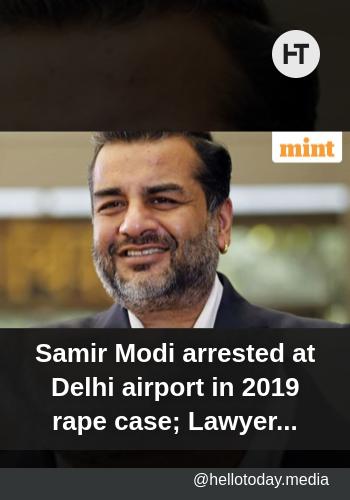 HT
mint
Samir Modi arrested at
Delhi airport in 2019
rape case; Lawyer...
@hellotoday.media